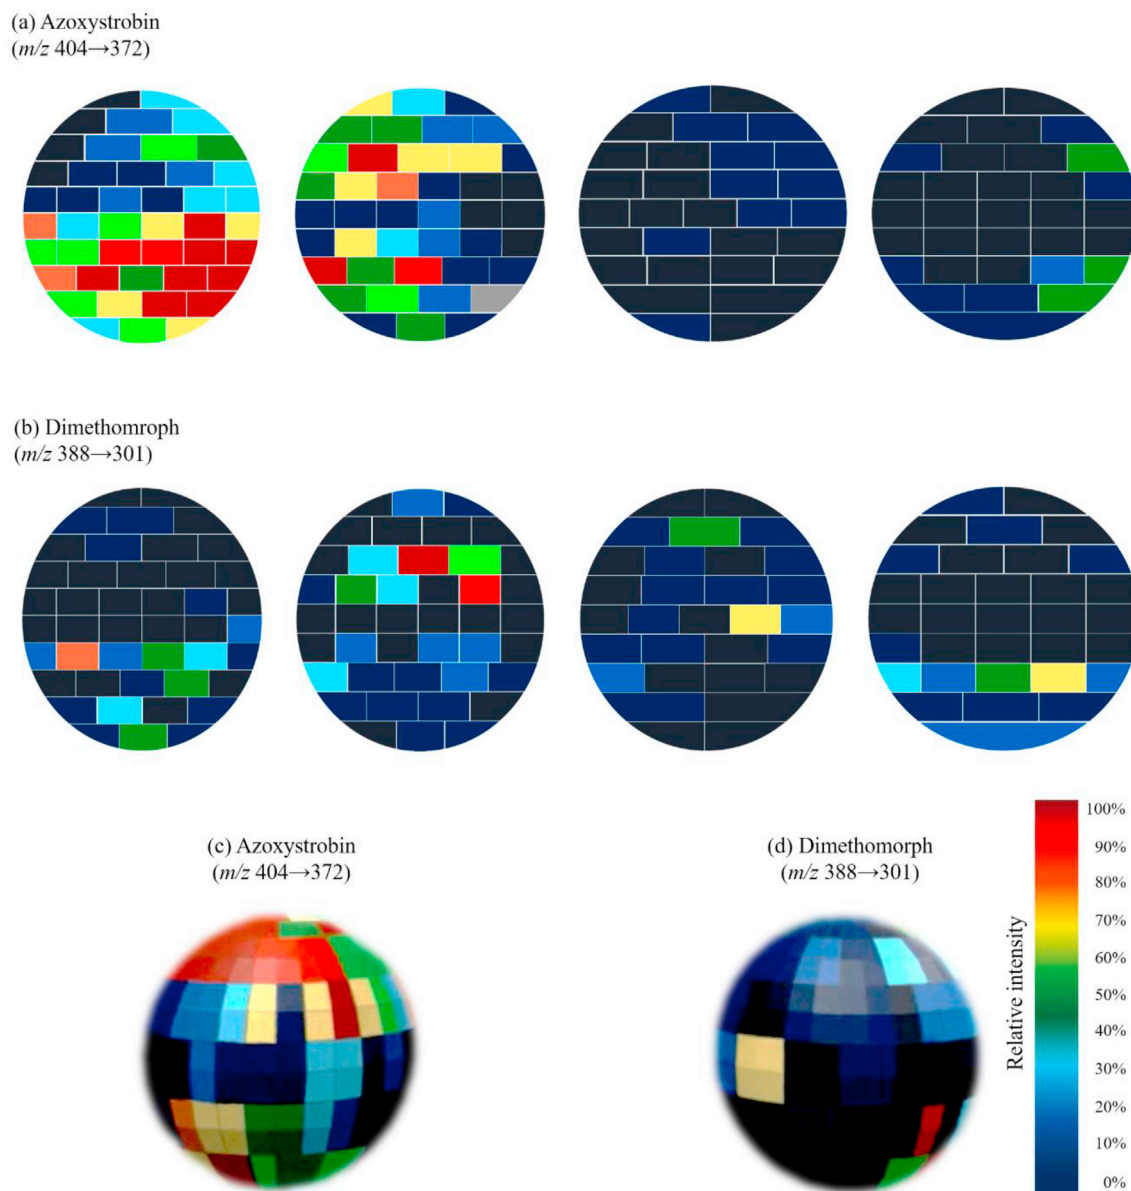 (a) Azoxystrobin
(m/z 404→372)
(b) Dimethomroph
(m/z 388→301)
(c) Azoxystrobin
(m/z 404→372)
(d) Dimethomorph
(m/z 388→301)
Relative intensity
100%
90%
80%
70%
60%
50%
40%
30%
20%
10%
0%